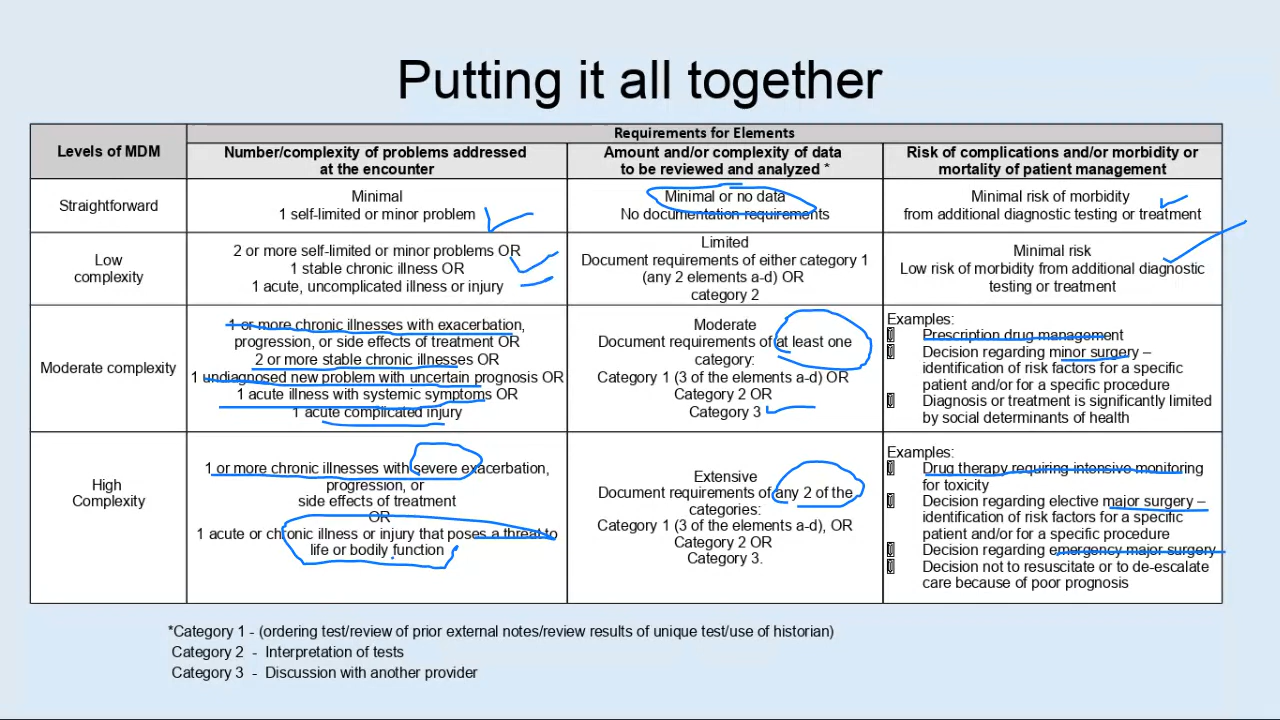 Putting it all together
Requirements for Elements
Levels of MDM
Number/complexity of problems addressed
at the encounter
Amount and/or complexity of data
to be reviewed and analyzed *
Risk of complications and/or morbidity or
mortality of patient management
Straightforward
Minimal
1 self-limited or minor problem
Minimal or no data
No documentation requirements
Minimal risk of morbidity
from additional diagnostic testing or treatment
Low
complexity
2 or more self-limited or minor problems OR
1 stable chronic illness OR
1 acute, uncomplicated illness or injury
Limited
Document requirements of either category 1
(any 2 elements a-d) OR
category 2
Minimal risk
Low risk of morbidity from additional diagnostic
testing or treatment
Moderate complexity
1 or more chronic illnesses with exacerbation,
progression, or side effects of treatment OR
2 or more stable chronic illnesses OR
1 undiagnosed new problem with uncertain prognosis OR
1 acute illness with systemic symptoms OR
1 acute complicated injury
Moderate
Document requirements of at least one
category:
Category 1 (3 of the elements a-d) OR
Category 2 OR
Category 3
Examples:
Prescription drug management
Decision regarding minor surgery –
identification of risk factors for a specific
patient and/or for a specific procedure
Diagnosis or treatment is significantly limited
by social determinants of health
High
Complexity
1 or more chronic illnesses with severe exacerbation,
progression, or
side effects of treatment
OR
1 acute or chronic illness or injury that poses a threat to
life or bodily function
Extensive
Document requirements of any 2 of the
categories:
Category 1 (3 of the elements a-d), OR
Category 2 OR
Category 3.
Examples:
Drug therapy requiring intensive monitoring
for toxicity
Decision regarding elective major surgery –
identification of risk factors for a specific
patient and/or for a specific procedure
Decision regarding emergency major surgery
Decision not to resuscitate or to de-escalate
care because of poor prognosis
*Category 1 - (ordering test/review of prior external notes/review results of unique test/use of historian)
Category 2 - Interpretation of tests
Category 3 - Discussion with another provider